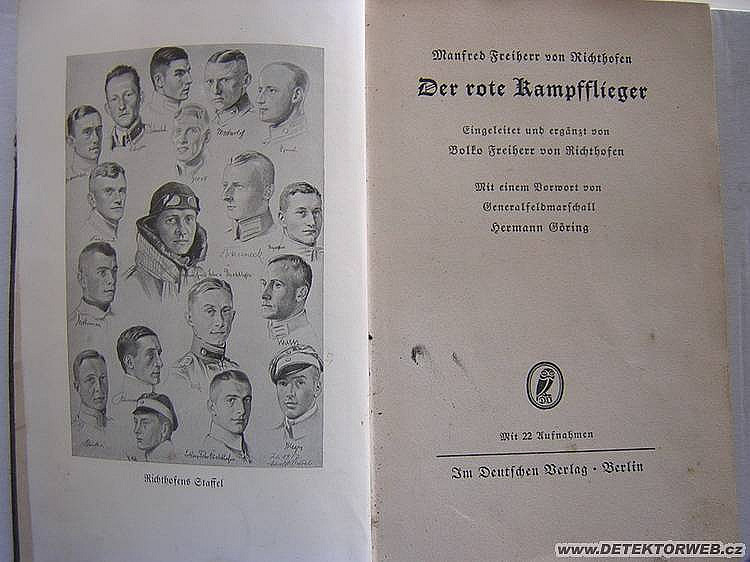 Richthofens Staffel
Manfred Freiherr von Richthofen
Der rote Kampfflieger
Eingeleitet und ergänzt von
Bolko Freiherr von Richthofen
Mit einem Vorwort von
Generalfeldmarschall
Hermann Göring
Mit 22 Aufnahmen
Im Deutschen Verlag · Berlin
www.DETEKTORWEB.cz